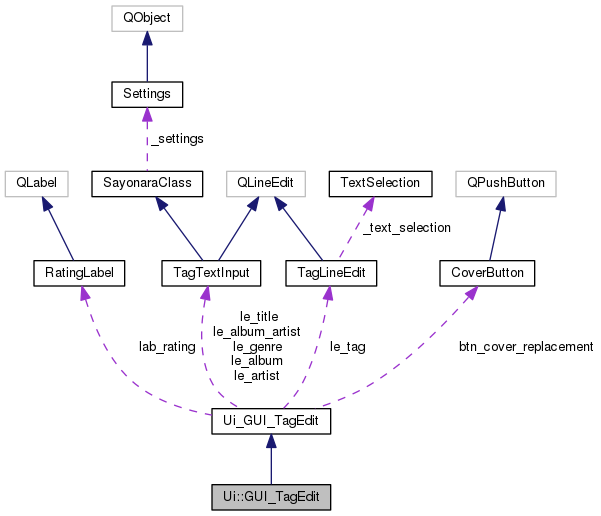 QObject
Settings
_settings
QLabel
SayonaraClass
QLineEdit
TextSelection
QPushButton
_text_selection
RatingLabel
TagTextInput
TagLineEdit
CoverButton
lab_rating
le_title
le_album_artist
le_genre
le_album
le_artist
le_tag
btn_cover_replacement
Ui_GUI_TagEdit
Ui::GUI_TagEdit